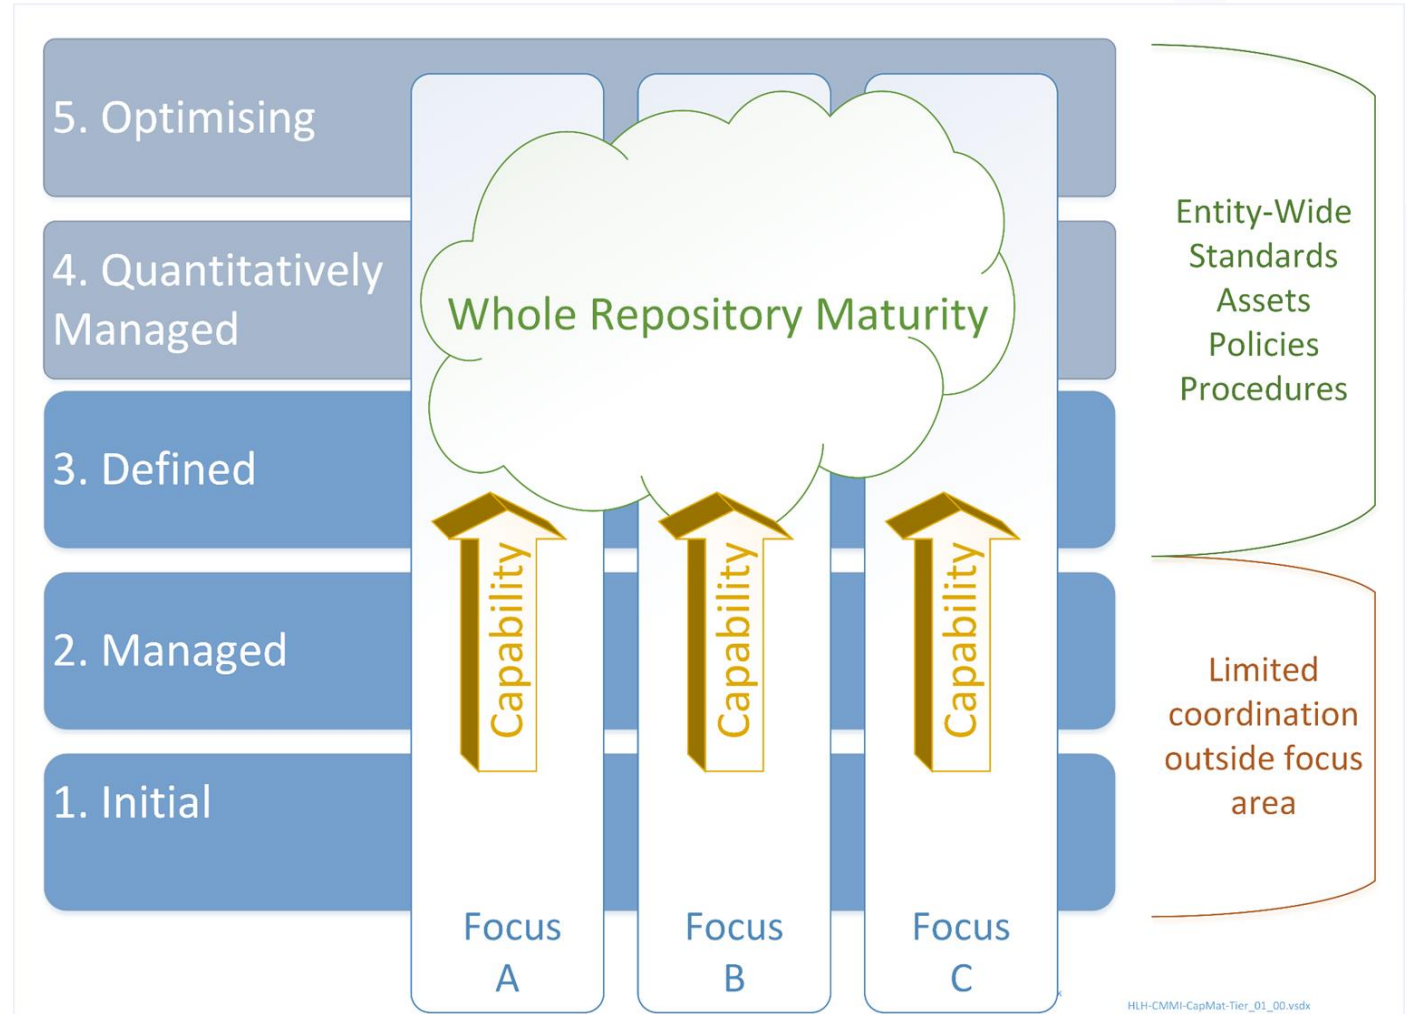 5. Optimising
4. Quantitatively
Managed
3. Defined
2. Managed
1. Initial
Whole Repository Maturity
Capability
Capability
Capability
Focus
A
Focus
B
Focus
C
Entity-Wide
Standards
Assets
Policies
Procedures
Limited
coordination
outside focus
area
HLH-CMMI-CapMat-Tier_01_00.vsdx